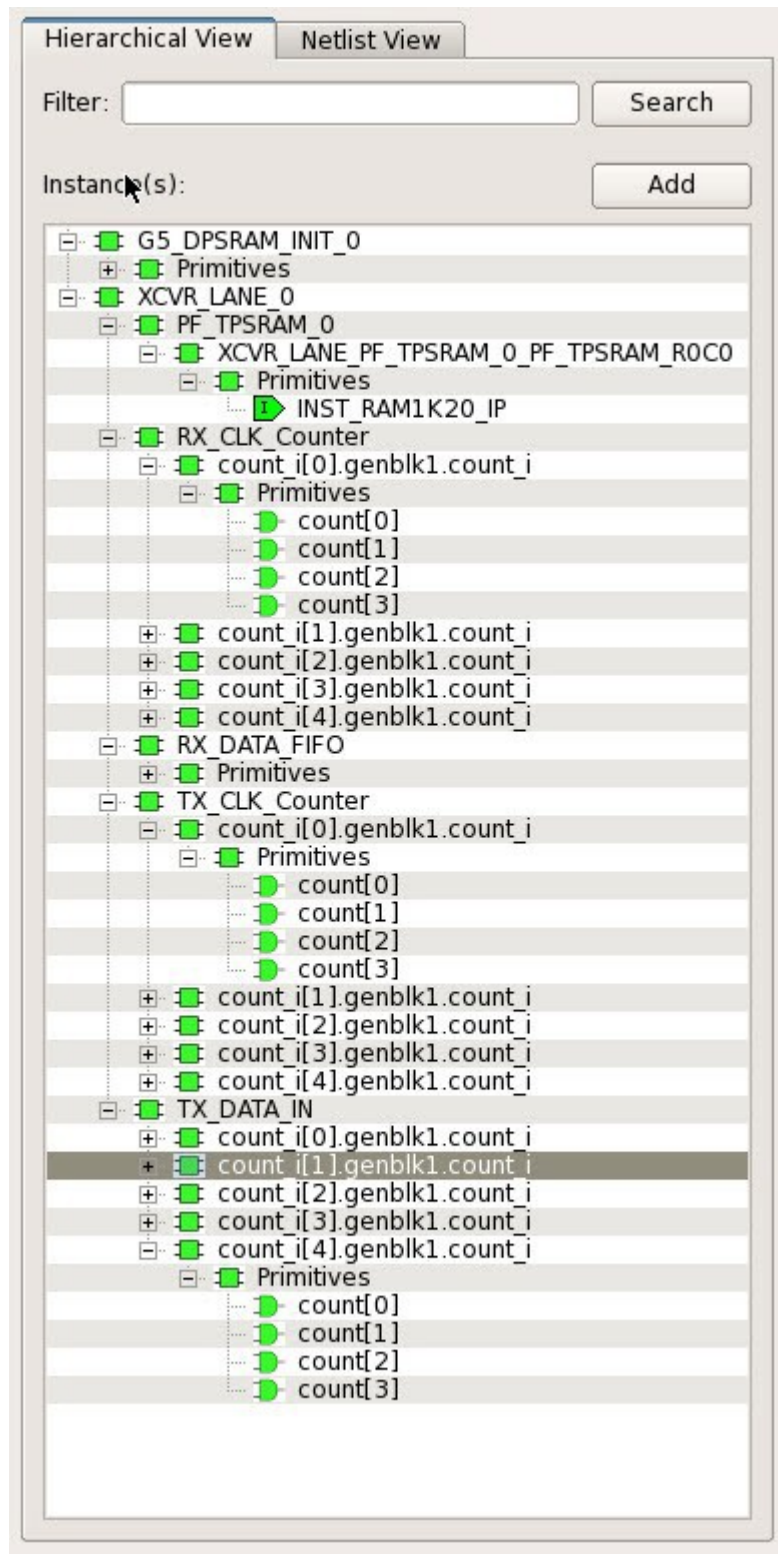 Hierarchical View Netlist View
Filter: Search
Instance(s): Add
G5_DPSRAM_INIT_0
Primitives
XCVR_LANE_0
PF_TPSRAM_0
XCVR_LANE_PF_TPSRAM_0_PF_TPSRAM_R0C0
Primitives
I INST_RAM1K20_IP
RX_CLK_Counter
count_i[0].genblk1.count_i
Primitives
count[0]
count[1]
count[2]
count[3]
count_i[1].genblk1.count_i
count_i[2].genblk1.count_i
count_i[3].genblk1.count_i
count_i[4].genblk1.count_i
RX_DATA_FIFO
Primitives
TX_CLK_Counter
count_i[0].genblk1.count_i
Primitives
count[0]
count[1]
count[2]
count[3]
count_i[1].genblk1.count_i
count_i[2].genblk1.count_i
count_i[3].genblk1.count_i
count_i[4].genblk1.count_i
TX_DATA_IN
count_i[0].genblk1.count_i
count_i[1].genblk1.count_i
count_i[2].genblk1.count_i
count_i[3].genblk1.count_i
count_i[4].genblk1.count_i
Primitives
count[0]
count[1]
count[2]
count[3]